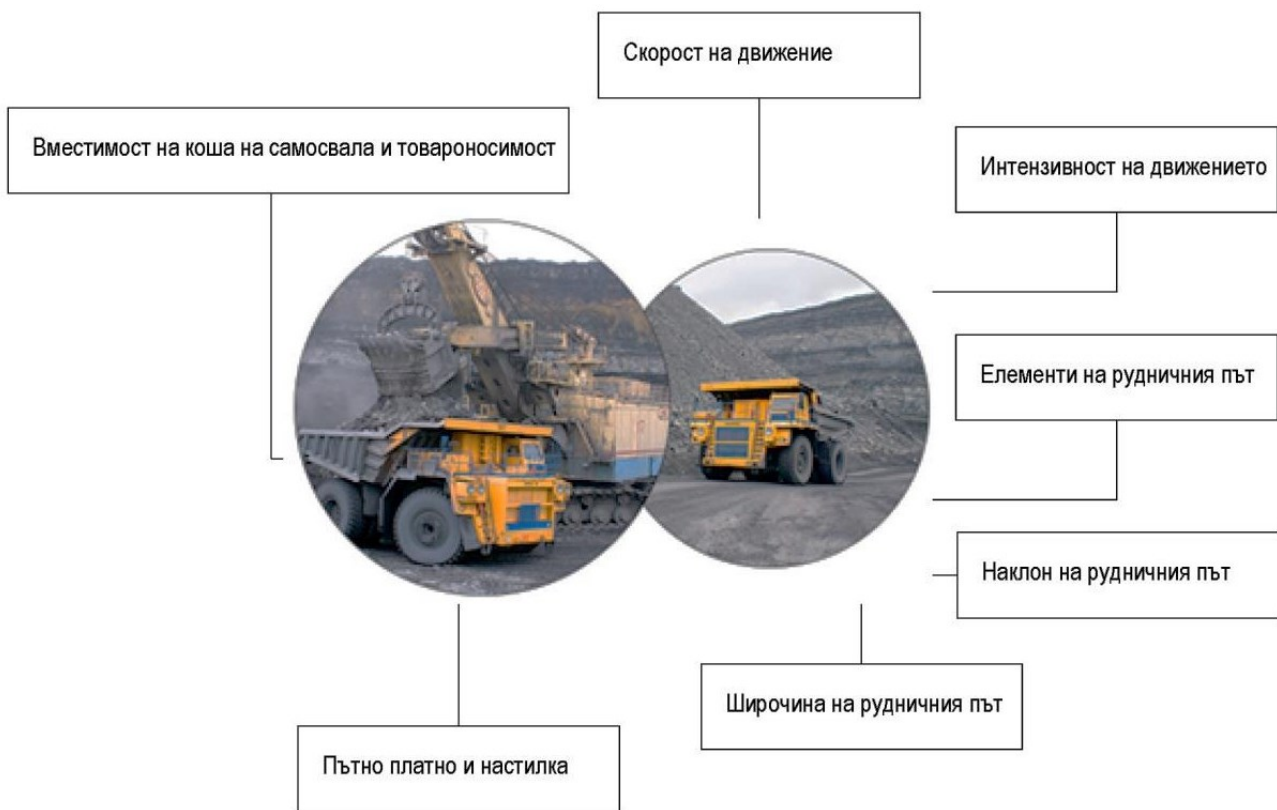 Скорост на движение
Вместимост на коша на самосвала и товароносимост
Интензивност на движението
Елементи на рудничния път
Наклон на рудничния път
Широчина на рудничния път
Пътно платно и настилка